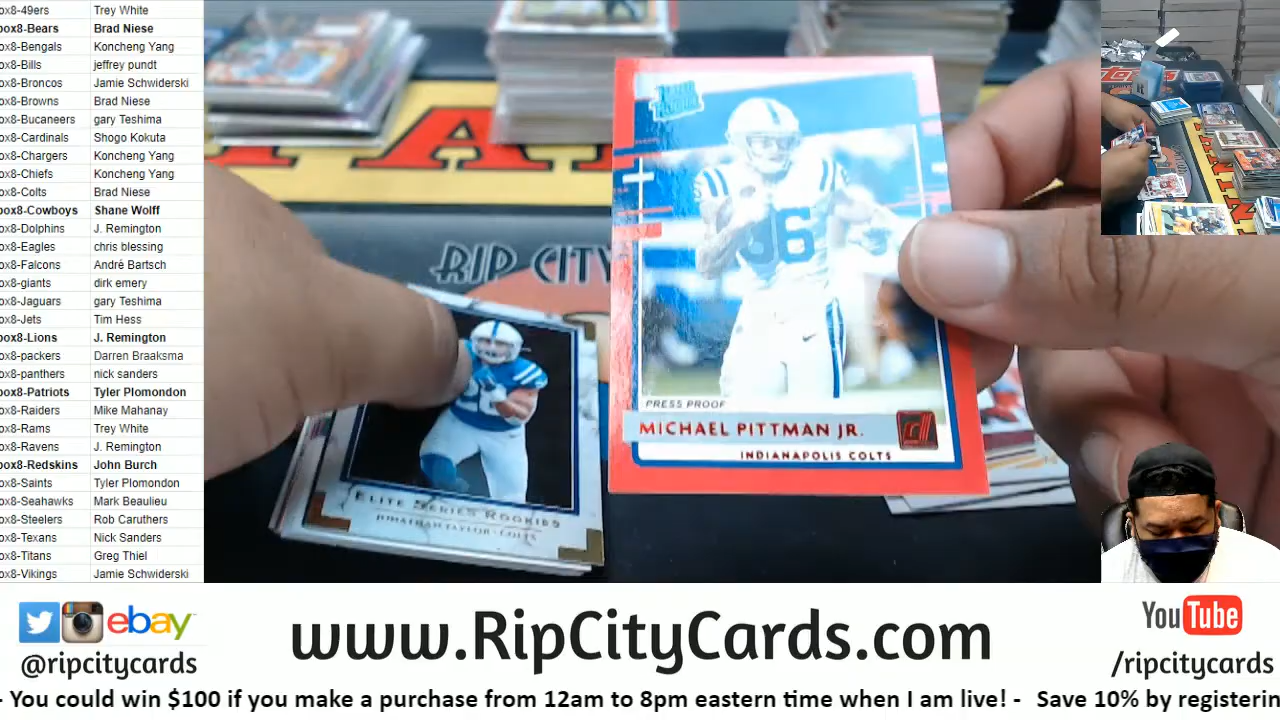 ox8-49ers Trey White
box8-Bears Brad Niese
ox8-Bengals Koncheng Yang
ox8-Bills jeffrey pundt
ox8-Broncos Jamie Schwiderski
ox8-Browns Brad Niese
ox8-Bucaneers gary Teshima
ox8-Cardinals Shogo Kokuta
ox8-Chargers Koncheng Yang
ox8-Chiefs Koncheng Yang
ox8-Colts Brad Niese
box8-Cowboys Shane Wolff
ox8-Dolphins J. Remington
ox8-Eagles chris blessing
ox8-Falcons André Bartsch
ox8-giants dirk emery
ox8-Jaguars gary Teshima
ox8-Jets Tim Hess
box8-Lions J. Remington
ox8-packers Darren Braaksma
ox8-panthers nick sanders
box8-Patriots Tyler Plomondon
ox8-Raiders Mike Mahanay
ox8-Rams Trey White
ox8-Ravens J. Remington
box8-Redskins John Burch
ox8-Saints Tyler Plomondon
ox8-Seahawks Mark Beaulieu
ox8-Steelers Rob Caruthers
ox8-Texans Nick Sanders
ox8-Titans Greg Thiel
ox8-Vikings Jamie Schwiderski
RIP CITY
86
PRESS PROOF
MICHAEL PITTMAN JR.
INDIANAPOLIS COLTS
28
ELITE SERIES ROOKIES
JONATHAN TAYLOR - COLTS
ebay
@ripcitycards
www.RipCityCards.com
YouTube
/ripcitycards
- You could win $100 if you make a purchase from 12am to 8pm eastern time when I am live! - Save 10% by registerin